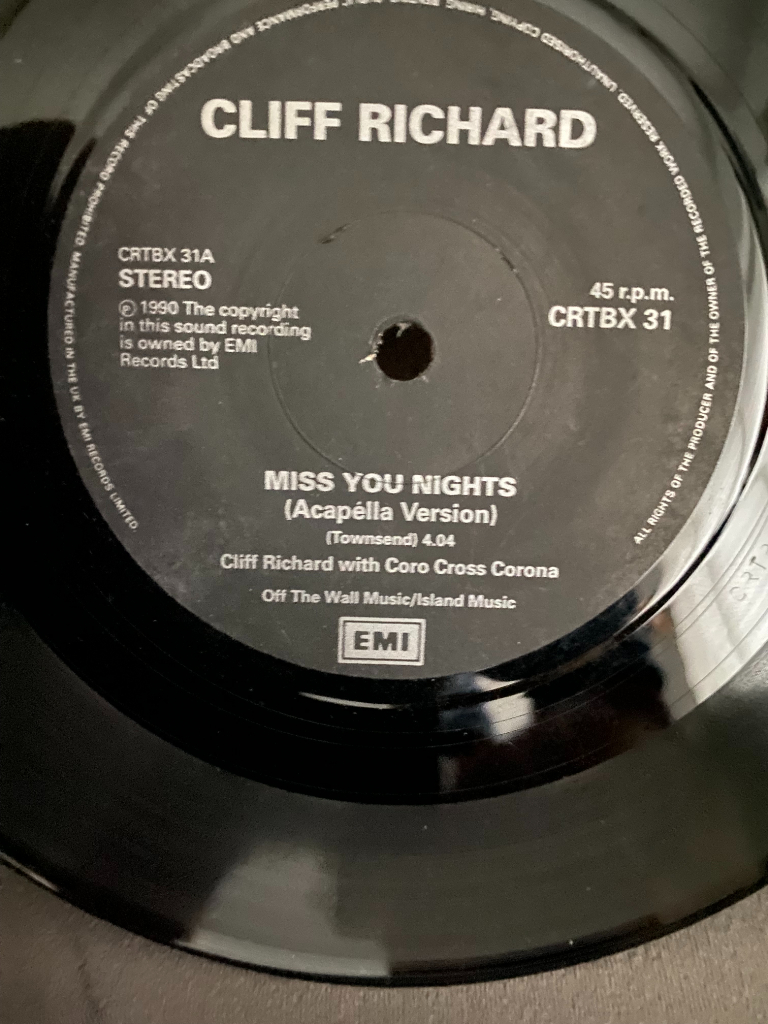 UNAUTHORISED COPYING, HIRING, PERFORMANCE AND BROADCASTING OF THIS RECORD PROHIBITED. MANUFACTURED IN THE UK BY EMI RECORDS LIMITED.
ALL RIGHTS OF THE PRODUCER AND OF THE OWNER OF THE RECORDED WORK RESERVED.
CLIFF RICHARD
CRTBX 31A
STEREO
℗ 1990 The copyright
in this sound recording
is owned by EMI
Records Ltd
45 r.p.m.
CRTBX 31
MISS YOU NiGHTS
(Acapélla Version)
(Townsend) 4.04
Cliff Richard with Coro Cross Corona
Off The Wall Music/Island Music
EMI